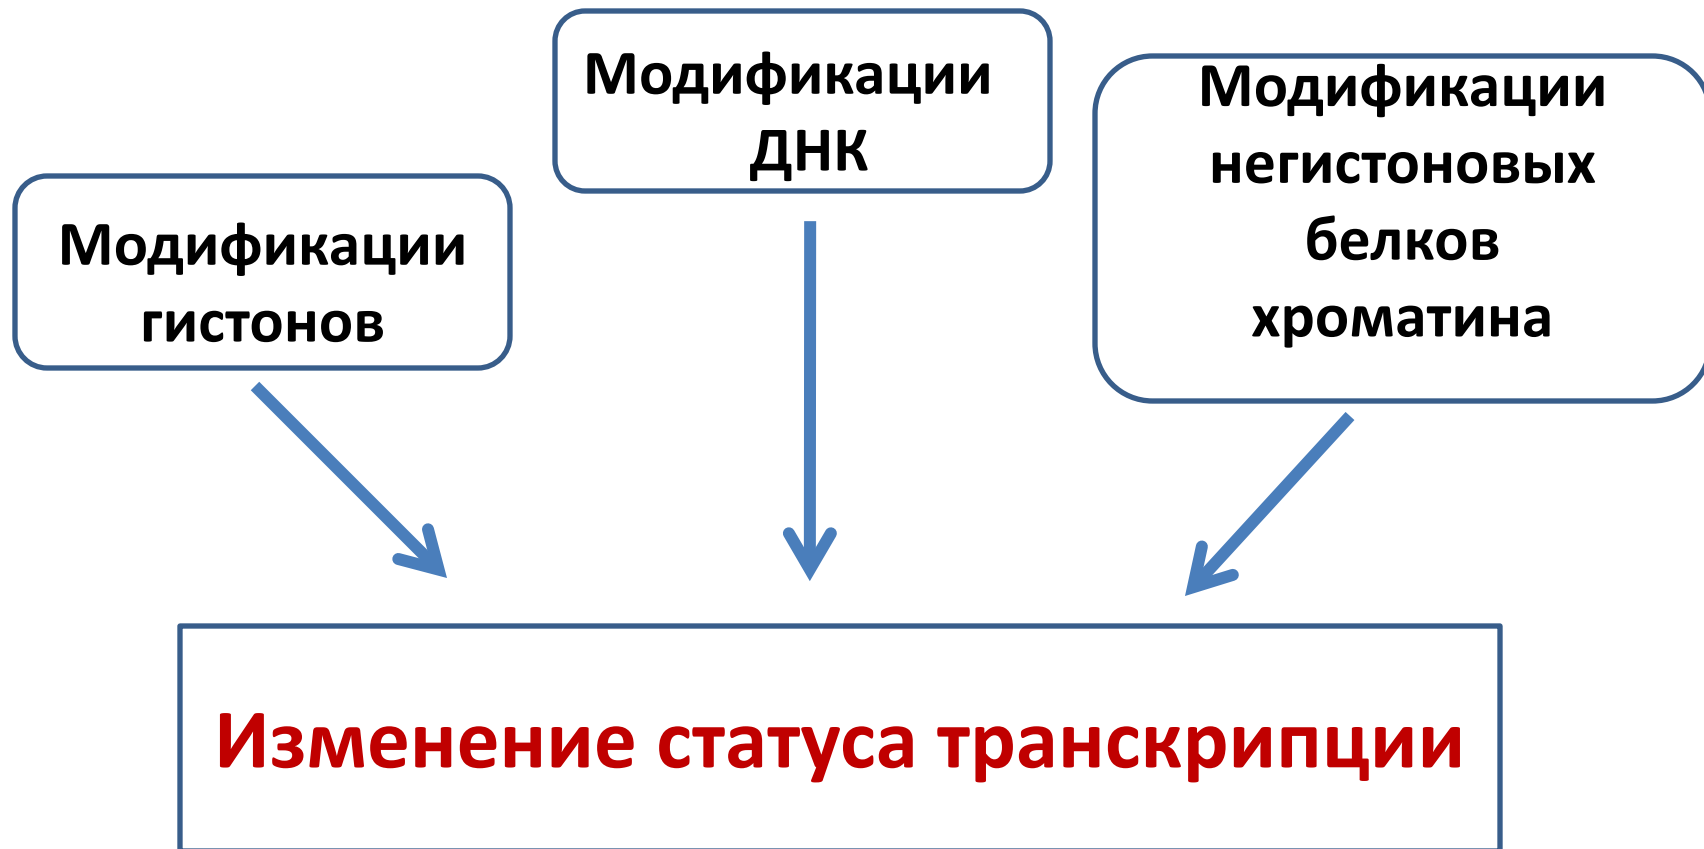 Модификации
гистонов
Модификации
ДНК
Модификации
негистоновых
белков
хроматина
Изменение статуса транскрипции